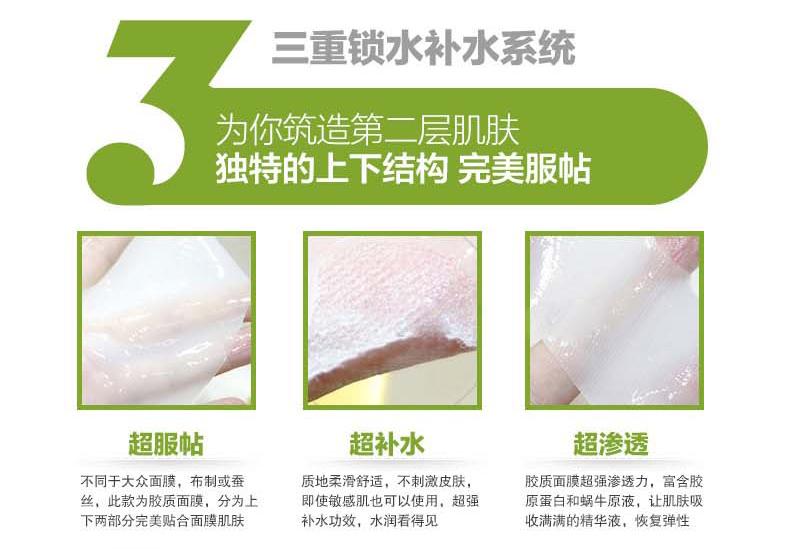 3
三重锁水补水系统
为你筑造第二层肌肤
独特的上下结构 完美服帖
超服帖
不同于大众面膜，布制或蚕
丝，此款为胶质面膜，分为上
下两部分完美贴合面膜肌肤
超补水
质地柔滑舒适，不刺激皮肤，
即使敏感肌也可以使用，超强
补水功效，水润看得见
超渗透
胶质面膜超强渗透力，富含胶
原蛋白和蜗牛原液，让肌肤吸
收满满的精华液，恢复弹性